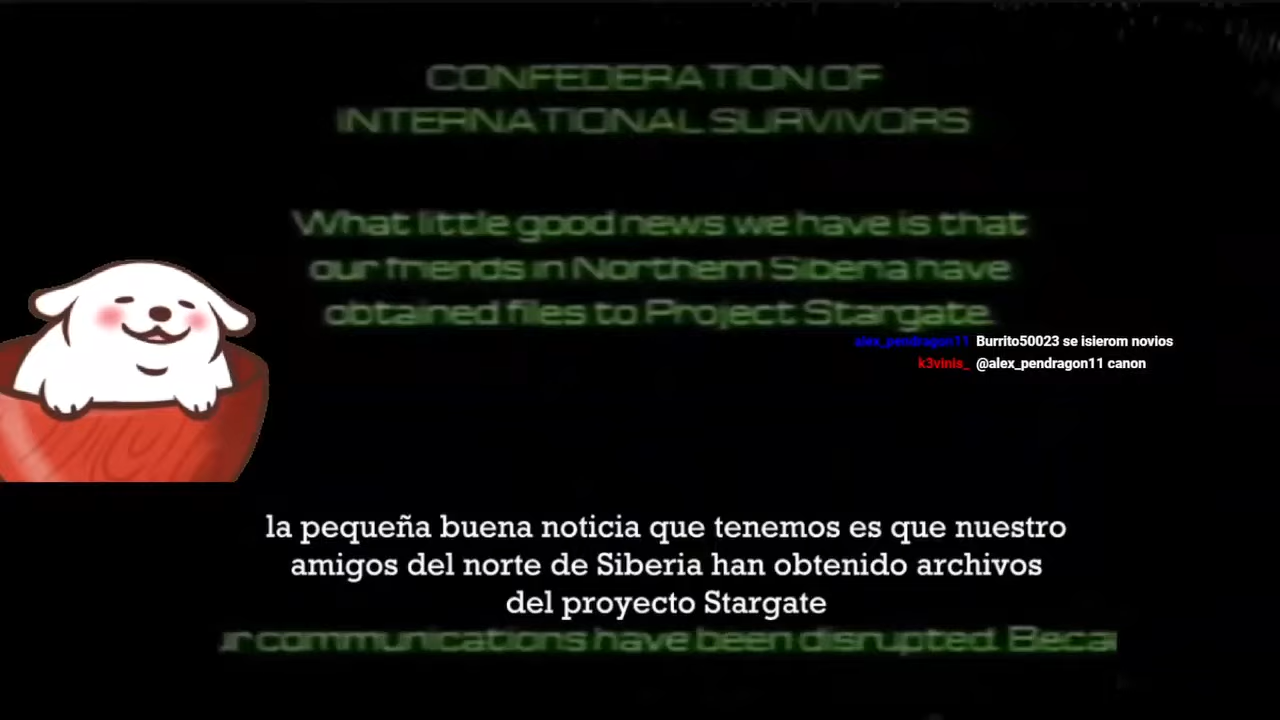 CONFEDERATION OF
INTERNATIONAL SURVIVORS
What little good news we have is that
our friends in Northern Siberia have
obtained files to Project Stargate.
alex_pendragon11 Burrito50023 se isierom novios
k3vinis_ @alex_pendragon11 canon
la pequeña buena noticia que tenemos es que nuestro
amigos del norte de Siberia han obtenido archivos
del proyecto Stargate
communications have been disrupted. Beca